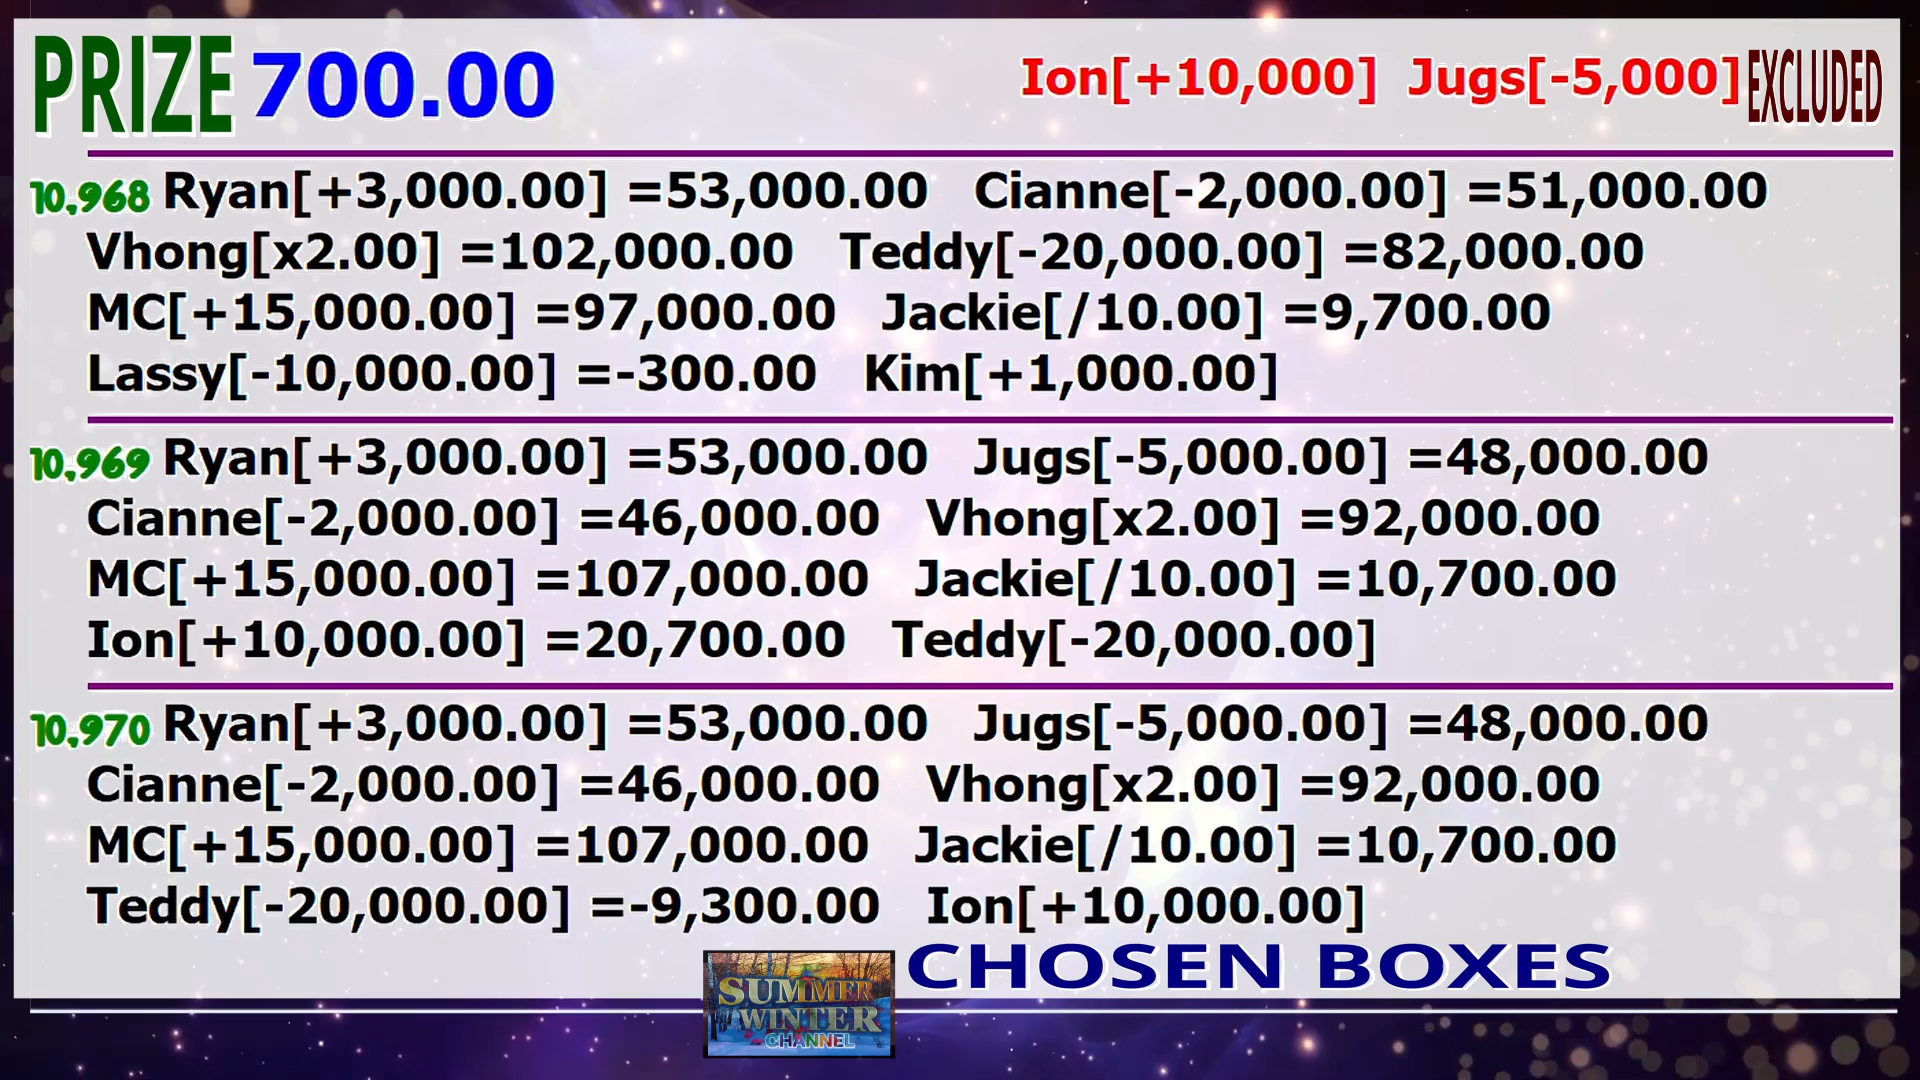 PRIZE 700.00 Ion[+10,000] Jugs[-5,000] EXCLUDED
10,968 Ryan[+3,000.00] =53,000.00 Cianne[-2,000.00] =51,000.00
Vhong[x2.00] =102,000.00 Teddy[-20,000.00] =82,000.00
MC[+15,000.00] =97,000.00 Jackie[/10.00] =9,700.00
Lassy[-10,000.00] =-300.00 Kim[+1,000.00]
10,969 Ryan[+3,000.00] =53,000.00 Jugs[-5,000.00] =48,000.00
Cianne[-2,000.00] =46,000.00 Vhong[x2.00] =92,000.00
MC[+15,000.00] =107,000.00 Jackie[/10.00] =10,700.00
Ion[+10,000.00] =20,700.00 Teddy[-20,000.00]
10,970 Ryan[+3,000.00] =53,000.00 Jugs[-5,000.00] =48,000.00
Cianne[-2,000.00] =46,000.00 Vhong[x2.00] =92,000.00
MC[+15,000.00] =107,000.00 Jackie[/10.00] =10,700.00
Teddy[-20,000.00] =-9,300.00 Ion[+10,000.00]
CHOSEN BOXES
SUMMER
WINTER
CHANNEL